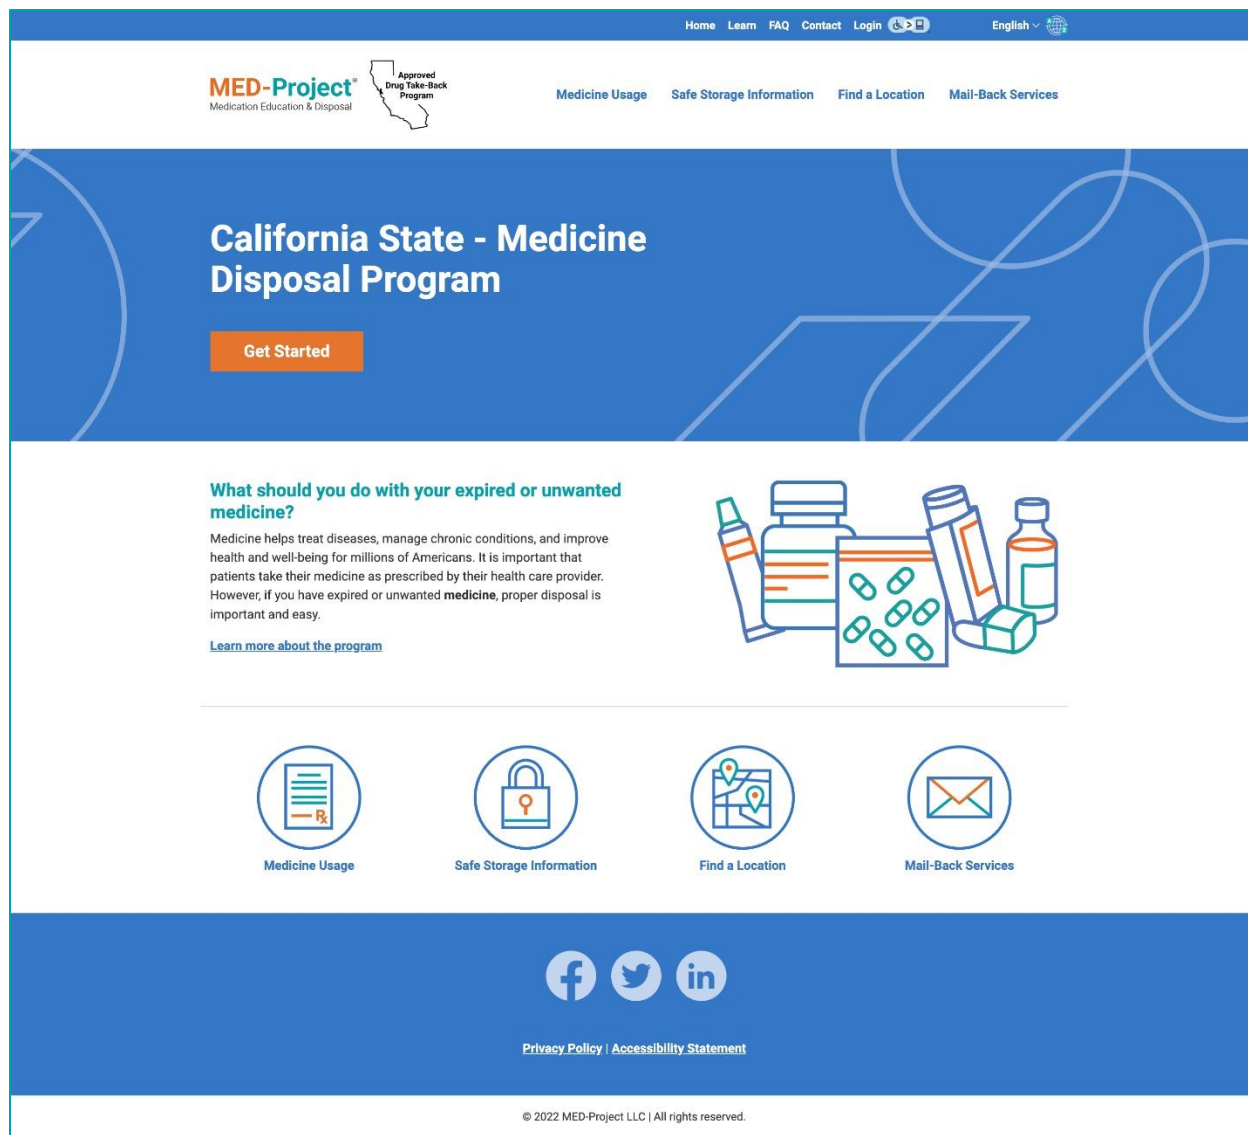 Home Learn FAQ Contact Login English
MED-Project®
Medication Education & Disposal
Approved
Drug Take-Back
Program
Medicine Usage Safe Storage Information Find a Location Mail-Back Services
California State - Medicine
Disposal Program
Get Started
What should you do with your expired or unwanted
medicine?
Medicine helps treat diseases, manage chronic conditions, and improve
health and well-being for millions of Americans. It is important that
patients take their medicine as prescribed by their health care provider.
However, if you have expired or unwanted medicine, proper disposal is
important and easy.
Learn more about the program
Rx
Medicine Usage Safe Storage Information Find a Location Mail-Back Services
Privacy Policy | Accessibility Statement
© 2022 MED-Project LLC | All rights reserved.